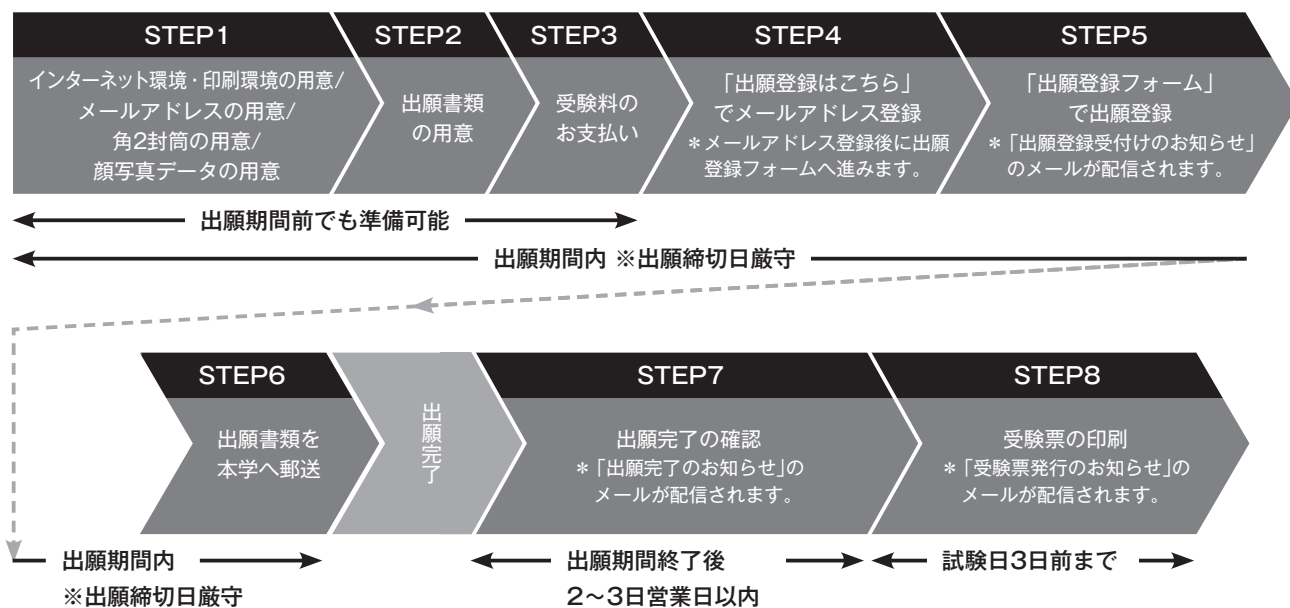 STEP1
インターネット環境・印刷環境の用意/
メールアドレスの用意/
角2封筒の用意/
顔写真データの用意
STEP2
出願書類
の用意
STEP3
受験料の
お支払い
STEP4
「出願登録はこちら」
でメールアドレス登録
＊メールアドレス登録後に出願
登録フォームへ進みます。
STEP5
「出願登録フォーム」
で出願登録
＊「出願登録受付けのお知らせ」
のメールが配信されます。
出願期間前でも準備可能
出願期間内 ※出願締切日厳守
STEP6
出願書類を
本学へ郵送
出願完了
STEP7
出願完了の確認
＊「出願完了のお知らせ」の
メールが配信されます。
STEP8
受験票の印刷
＊「受験票発行のお知らせ」の
メールが配信されます。
出願期間内
※出願締切日厳守
出願期間終了後
2〜3日営業日以内
試験日3日前まで